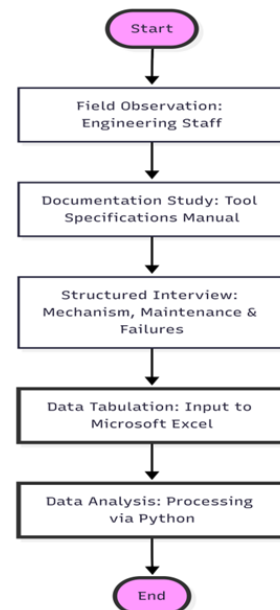 Start
Field Observation:
Engineering Staff
Documentation Study: Tool
Specifications Manual
Structured Interview:
Mechanism, Maintenance &
Failures
Data Tabulation: Input to
Microsoft Excel
Data Analysis: Processing
via Python
End